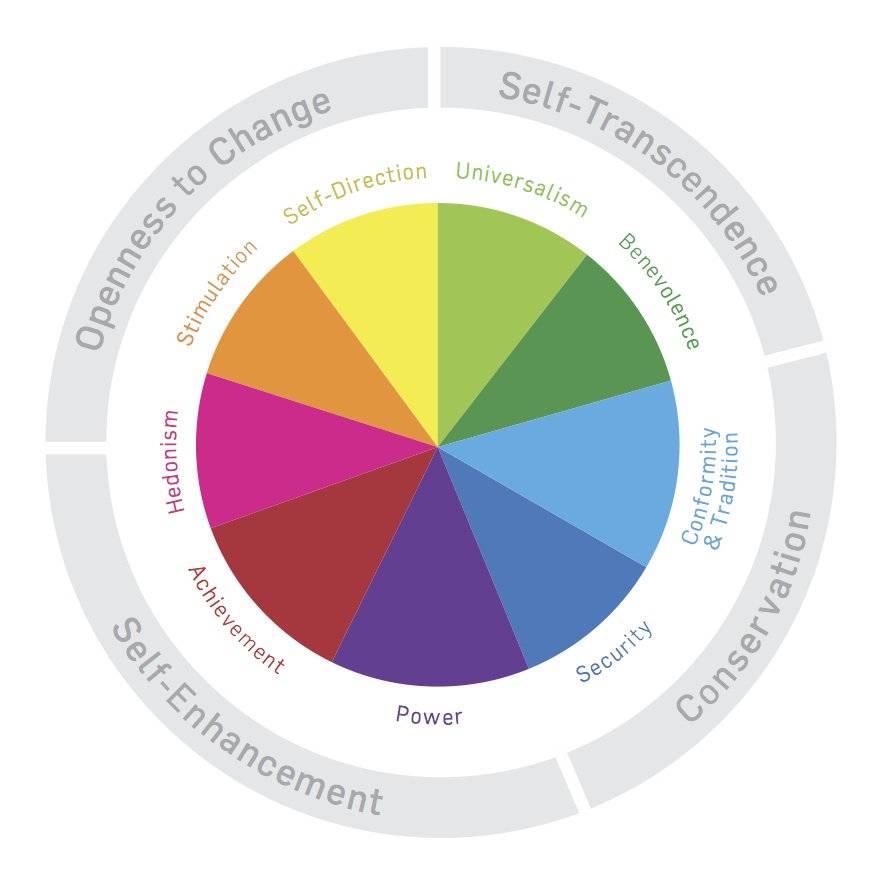 Openness to Change
Self-Transcendence
Conservation
Self-Enhancement
Self-Direction
Universalism
Benevolence
Conformity
& Tradition
Security
Power
Achievement
Hedonism
Stimulation